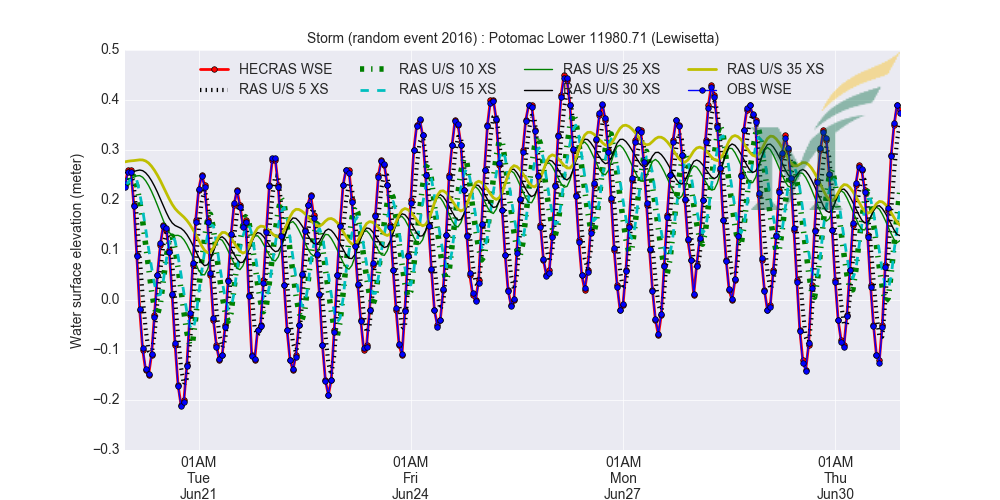 Storm (random event 2016) : Potomac Lower 11980.71 (Lewisetta)
HECRAS WSE
RAS U/S 5 XS
RAS U/S 10 XS
RAS U/S 15 XS
RAS U/S 25 XS
RAS U/S 30 XS
RAS U/S 35 XS
OBS WSE
Water surface elevation (meter)
0.5
0.4
0.3
0.2
0.1
0.0
−0.1
−0.2
−0.3
01AM
Tue
Jun21
01AM
Fri
Jun24
01AM
Mon
Jun27
01AM
Thu
Jun30